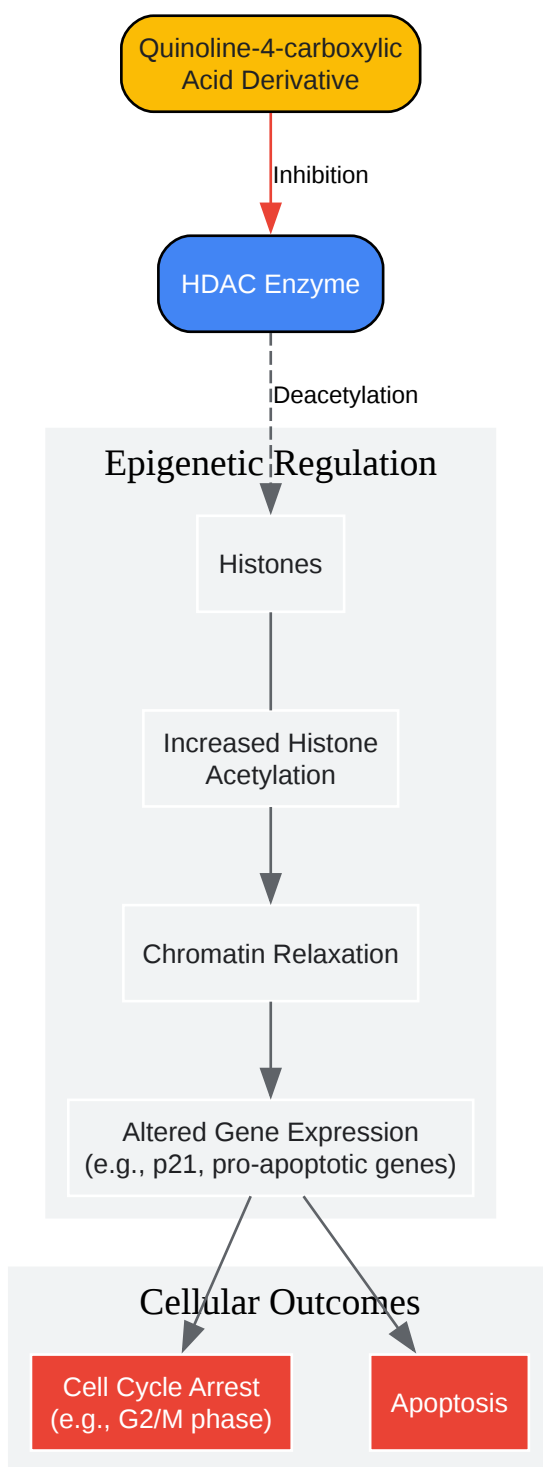 Quinoline-4-carboxylic
Acid Derivative
Inhibition
HDAC Enzyme
Deacetylation
Epigenetic Regulation
Histones
Increased Histone
Acetylation
Chromatin Relaxation
Altered Gene Expression
(e.g., p21, pro-apoptotic genes)
Cellular Outcomes
Cell Cycle Arrest
(e.g., G2/M phase)
Apoptosis